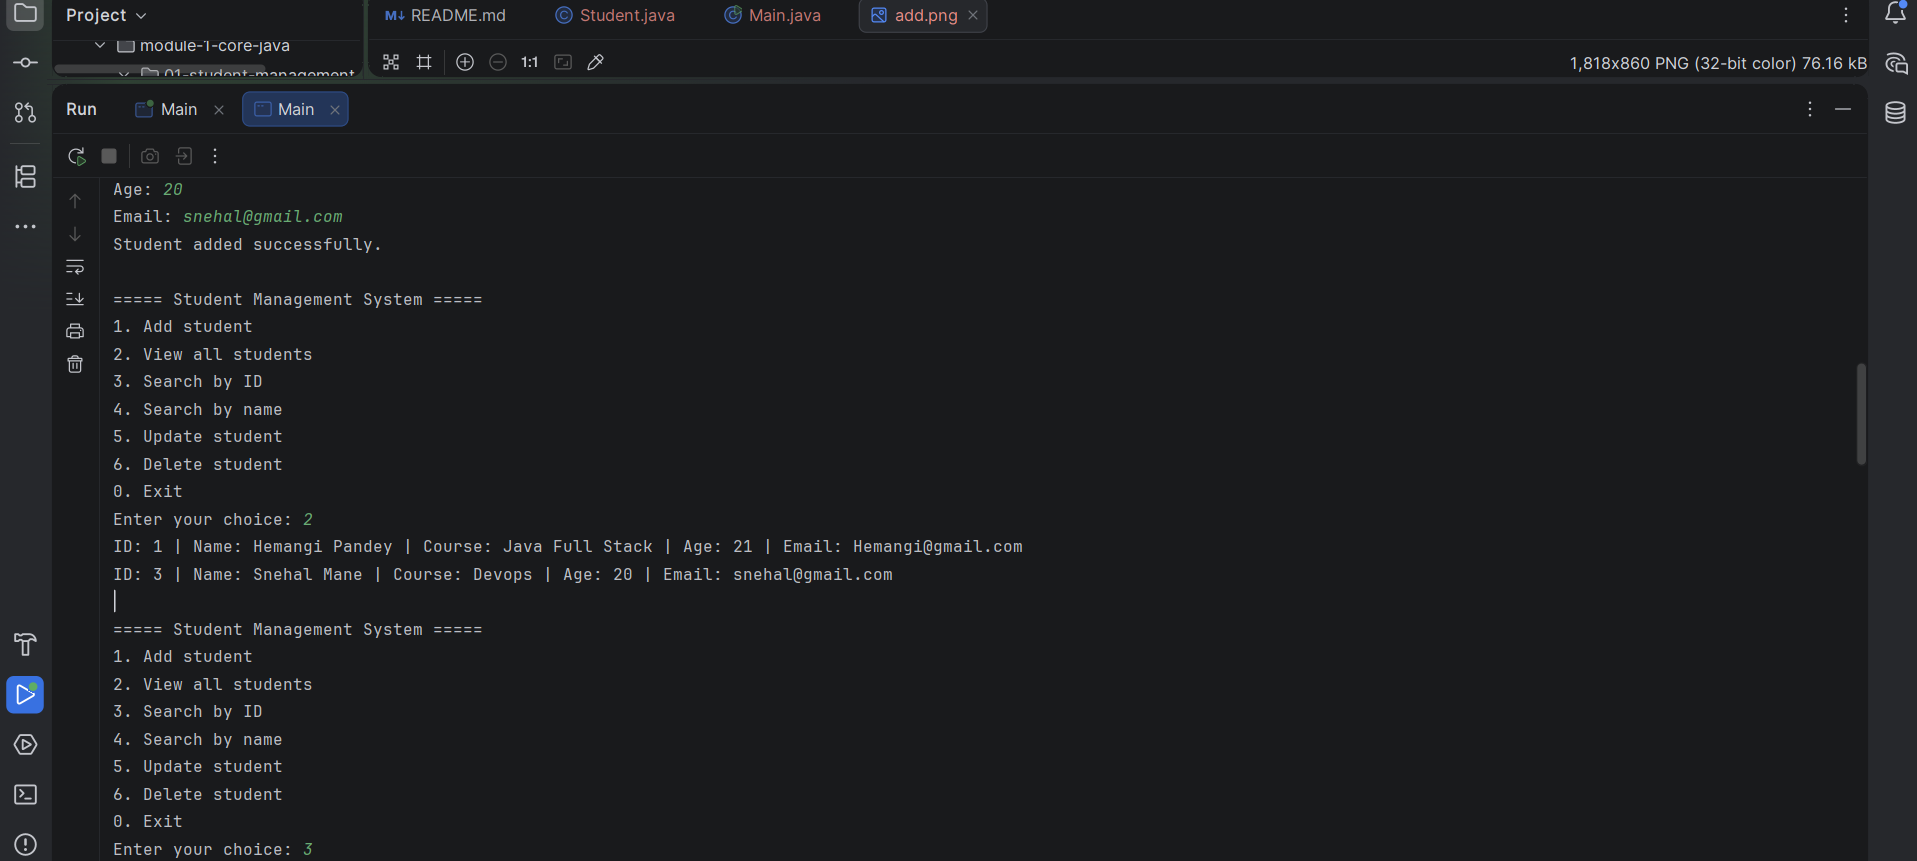 Project
README.md Student.java Main.java add.png
module-1-core-java
01-student-management
1:1 1,818x860 PNG (32-bit color) 76.16 kB
Run Main Main
Age: 20
Email: snehal@gmail.com
Student added successfully.
===== Student Management System =====
1. Add student
2. View all students
3. Search by ID
4. Search by name
5. Update student
6. Delete student
0. Exit
Enter your choice: 2
ID: 1 | Name: Hemangi Pandey | Course: Java Full Stack | Age: 21 | Email: Hemangi@gmail.com
ID: 3 | Name: Snehal Mane | Course: Devops | Age: 20 | Email: snehal@gmail.com
===== Student Management System =====
1. Add student
2. View all students
3. Search by ID
4. Search by name
5. Update student
6. Delete student
0. Exit
Enter your choice: 3